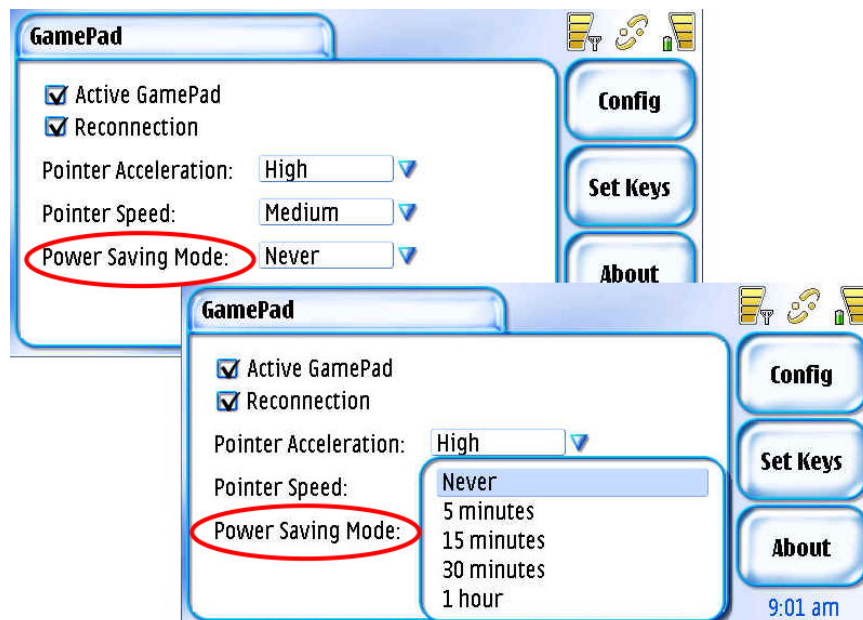 GamePad
Active GamePad
Reconnection
Pointer Acceleration: High
Pointer Speed: Medium
Power Saving Mode: Never
Config
Set Keys
About
GamePad
Active GamePad
Reconnection
Pointer Acceleration: High
Pointer Speed:
Power Saving Mode:
Never
5 minutes
15 minutes
30 minutes
1 hour
Config
Set Keys
About
9:01 am